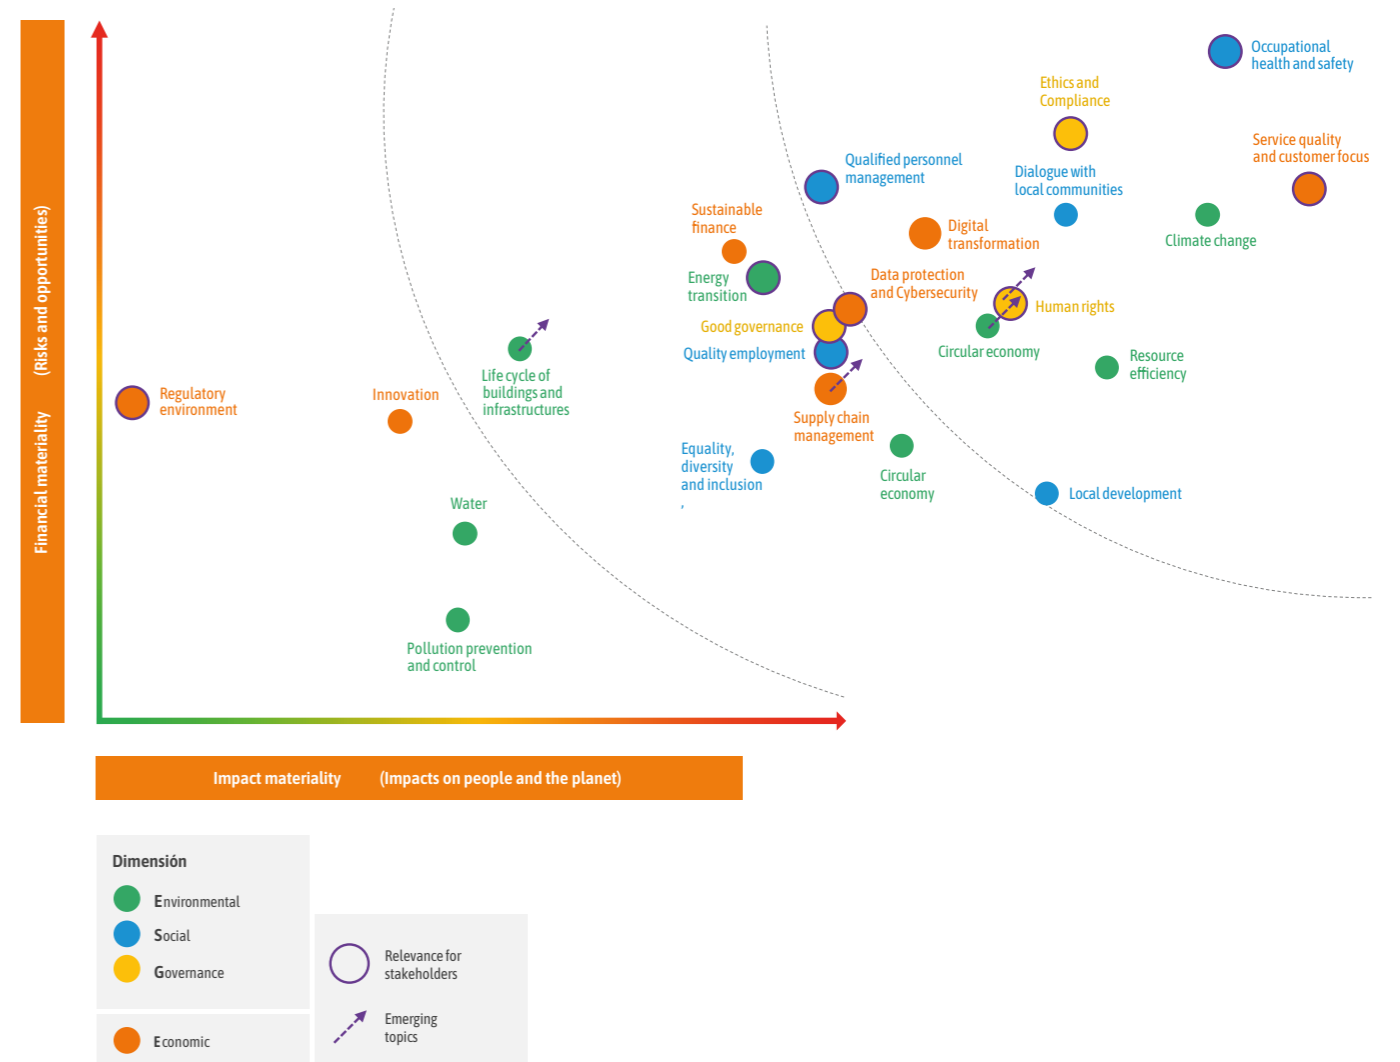 Financial materiality (Risks and opportunities)
Occupational
health and safety
Ethics and
Compliance
Service quality
and customer focus
Qualified personnel
management
Dialogue with
local communities
Sustainable
finance
Digital
transformation
Climate change
Energy
transition
Data protection
and Cybersecurity
Human rights
Good governance
Quality employment
Circular economy
Resource
efficiency
Life cycle of
buildings and
infrastructures
Regulatory
environment
Innovation
Supply chain
management
Equality,
diversity
and inclusion
,
Circular
economy
Local development
Water
Pollution prevention
and control
Impact materiality (Impacts on people and the planet)
Dimensión
Environmental
Social
Governance
Economic
Relevance for
stakeholders
Emerging
topics